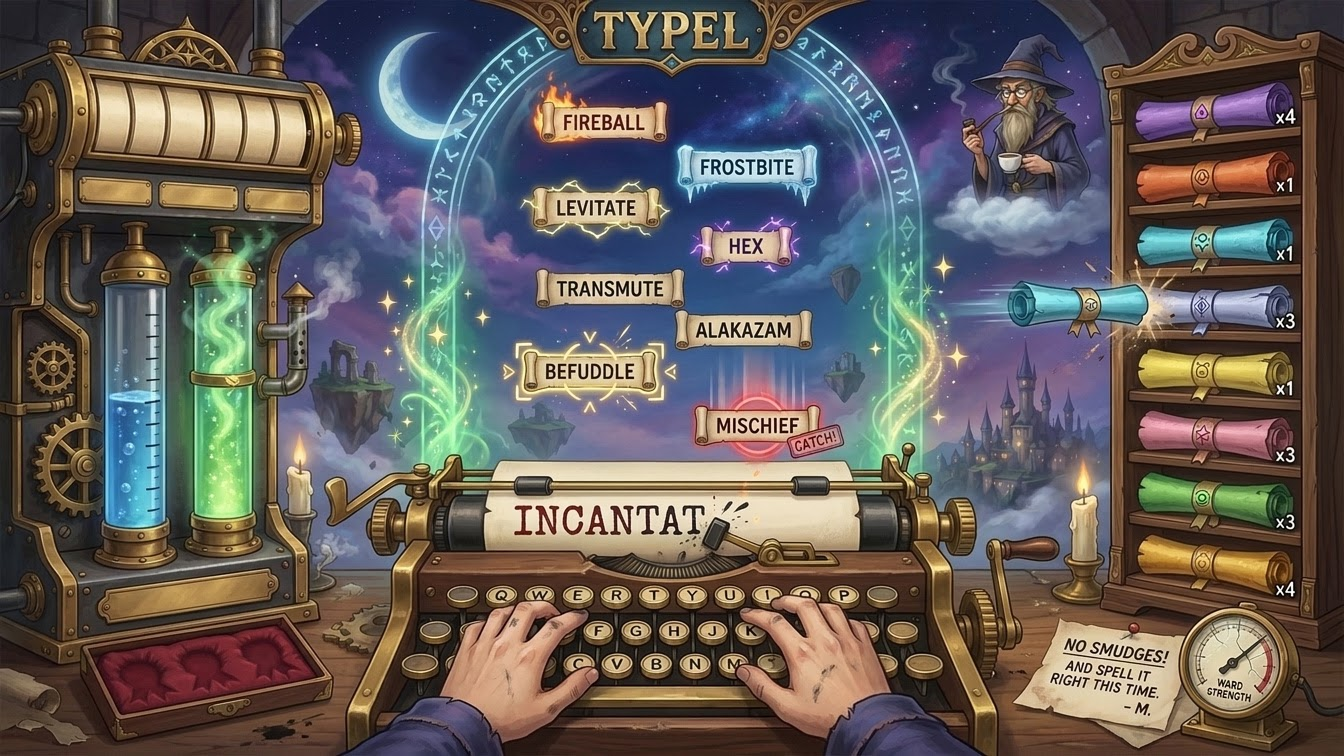 TYPEL
FIREBALL
FROSTBITE
LEVITATE
HEX
TRANSMUTE
ALAKAZAM
BEFUDDLE
MISCHIEF
CATCH!
INCANTAT
Q W E R T Y U I O P
F G H J K
C V B N M
x4
x1
x1
x3
x1
x3
x3
x4
NO SMUDGES!
AND SPELL IT
RIGHT THIS TIME.
- M.
WARD
STRENGTH